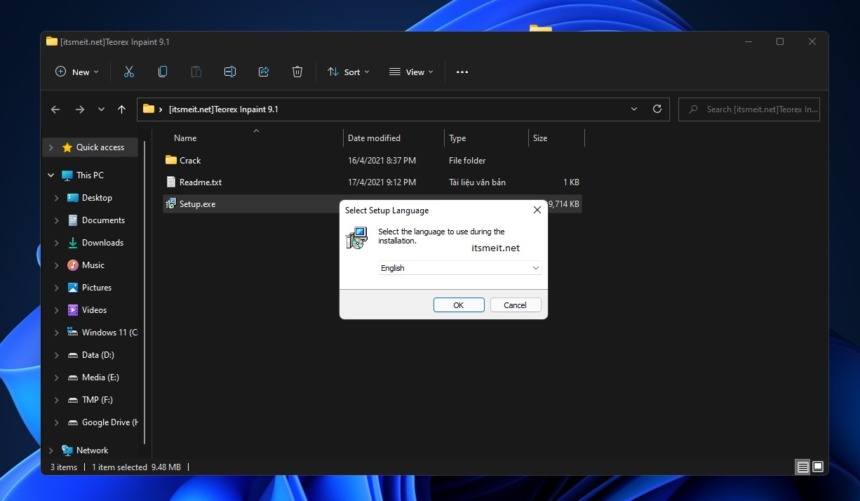 [itsmeit.net]Teorex Inpaint 9.1
New
Sort
View
[itsmeit.net]Teorex Inpaint 9.1
Search [itsmeit.net]Teorex In...
Name
Date modified
Type
Size
Quick access
This PC
Desktop
Documents
Downloads
Music
Pictures
Videos
Windows 11 (C
Data (D:)
Media (E:)
TMP (F:)
Google Drive (H
Network
Crack 16/4/2021 8:37 PM File folder
Readme.txt 17/4/2021 9:12 PM Tài liệu văn bản 1 KB
Setup.exe 9,714 KB
Select Setup Language
Select the language to use during the
installation.
itsmeit.net
English
OK
Cancel
3 items 1 item selected 9.48 MB